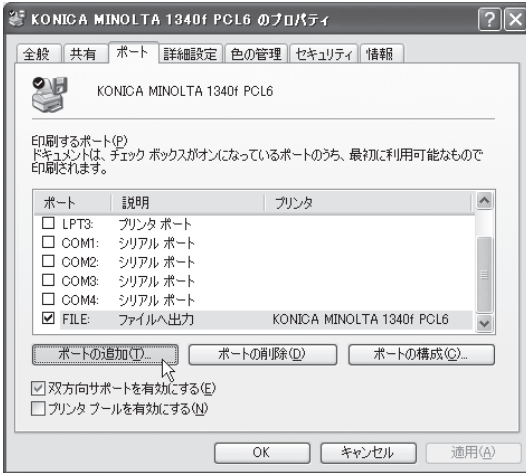 KONICA MINOLTA 1340f PCL6 のプロパティ
全般 共有 ポート 詳細設定 色の管理 セキュリティ 情報
KONICA MINOLTA 1340f PCL6
印刷するポート(P)
ドキュメントは、チェック ボックスがオンになっているポートのうち、最初に利用可能なもので
印刷されます。
ポート 説明 プリンタ
LPT3: プリンタ ポート
COM1: シリアル ポート
COM2: シリアル ポート
COM3: シリアル ポート
COM4: シリアル ポート
FILE: ファイルへ出力 KONICA MINOLTA 1340f PCL6
ポートの追加(T)... ポートの削除(D) ポートの構成(C)...
双方向サポートを有効にする(E)
プリンタ プールを有効にする(N)
OK キャンセル 適用(A)